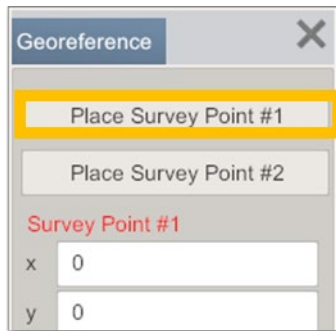 Georeference
Place Survey Point #1
Place Survey Point #2
Survey Point #1
x 0
y 0